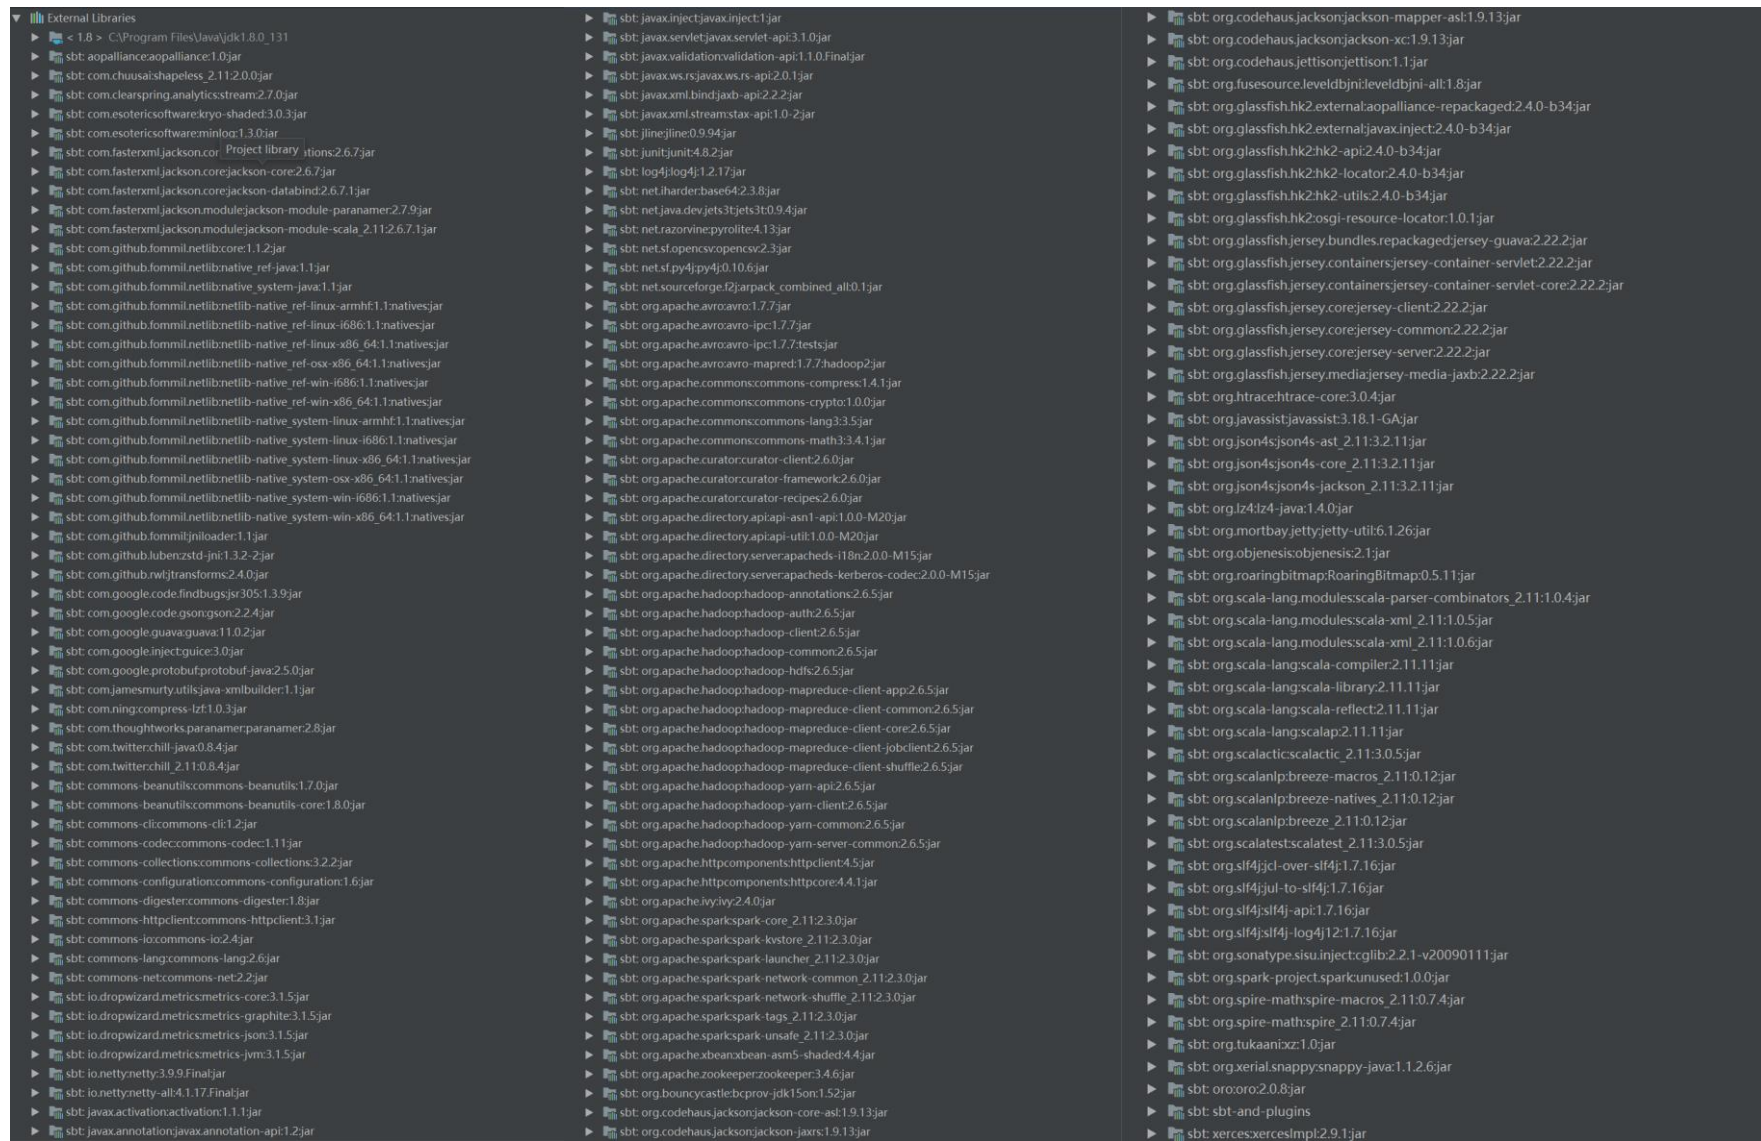 External Libraries
< 1.8 > C:\Program Files\Java\jdk1.8.0_131
sbt: aopalliance:aopalliance:1.0:jar
sbt: com.chuusai:shapeless_2.11:2.0.0:jar
sbt: com.clearspring.analytics:stream:2.7.0:jar
sbt: com.esotericsoftware:kryo-shaded:3.0.3:jar
sbt: com.esotericsoftware:minlog:1.3.0:jar
sbt: com.fasterxml.jackson.cor ations:2.6.7:jar
Project library
sbt: com.fasterxml.jackson.core:jackson-core:2.6.7:jar
sbt: com.fasterxml.jackson.core:jackson-databind:2.6.7.1:jar
sbt: com.fasterxml.jackson.module:jackson-module-paranamer:2.7.9:jar
sbt: com.fasterxml.jackson.module:jackson-module-scala_2.11:2.6.7.1:jar
sbt: com.github.fommil.netlib:core:1.1.2:jar
sbt: com.github.fommil.netlib:native_ref-java:1.1:jar
sbt: com.github.fommil.netlib:native_system-java:1.1:jar
sbt: com.github.fommil.netlib:netlib-native_ref-linux-armhf:1.1:natives:jar
sbt: com.github.fommil.netlib:netlib-native_ref-linux-i686:1.1:natives:jar
sbt: com.github.fommil.netlib:netlib-native_ref-linux-x86_64:1.1:natives:jar
sbt: com.github.fommil.netlib:netlib-native_ref-osx-x86_64:1.1:natives:jar
sbt: com.github.fommil.netlib:netlib-native_ref-win-i686:1.1:natives:jar
sbt: com.github.fommil.netlib:netlib-native_ref-win-x86_64:1.1:natives:jar
sbt: com.github.fommil.netlib:netlib-native_system-linux-armhf:1.1:natives:jar
sbt: com.github.fommil.netlib:netlib-native_system-linux-i686:1.1:natives:jar
sbt: com.github.fommil.netlib:netlib-native_system-linux-x86_64:1.1:natives:jar
sbt: com.github.fommil.netlib:netlib-native_system-osx-x86_64:1.1:natives:jar
sbt: com.github.fommil.netlib:netlib-native_system-win-i686:1.1:natives:jar
sbt: com.github.fommil.netlib:netlib-native_system-win-x86_64:1.1:natives:jar
sbt: com.github.fommil:jniloader:1.1:jar
sbt: com.github.luben:zstd-jni:1.3.2-2:jar
sbt: com.github.rwl:jtransforms:2.4.0:jar
sbt: com.google.code.findbugs:jsr305:1.3.9:jar
sbt: com.google.code.gson:gson:2.2.4:jar
sbt: com.google.guava:guava:11.0.2:jar
sbt: com.google.inject:guice:3.0:jar
sbt: com.google.protobuf:protobuf-java:2.5.0:jar
sbt: com.jamesmurty.utils:java-xmlbuilder:1.1:jar
sbt: com.ning:compress-lzf:1.0.3:jar
sbt: com.thoughtworks.paranamer:paranamer:2.8:jar
sbt: com.twitter:chill-java:0.8.4:jar
sbt: com.twitter:chill_2.11:0.8.4:jar
sbt: commons-beanutils:commons-beanutils:1.7.0:jar
sbt: commons-beanutils:commons-beanutils-core:1.8.0:jar
sbt: commons-cli:commons-cli:1.2:jar
sbt: commons-codec:commons-codec:1.11:jar
sbt: commons-collections:commons-collections:3.2.2:jar
sbt: commons-configuration:commons-configuration:1.6:jar
sbt: commons-digester:commons-digester:1.8:jar
sbt: commons-httpclient:commons-httpclient:3.1:jar
sbt: commons-io:commons-io:2.4:jar
sbt: commons-lang:commons-lang:2.6:jar
sbt: commons-net:commons-net:2.2:jar
sbt: io.dropwizard.metrics:metrics-core:3.1.5:jar
sbt: io.dropwizard.metrics:metrics-graphite:3.1.5:jar
sbt: io.dropwizard.metrics:metrics-json:3.1.5:jar
sbt: io.dropwizard.metrics:metrics-jvm:3.1.5:jar
sbt: io.netty:netty:3.9.9.Final:jar
sbt: io.netty:netty-all:4.1.17.Final:jar
sbt: javax.activation:activation:1.1.1:jar
sbt: javax.annotation:javax.annotation-api:1.2:jar
sbt: javax.inject:javax.inject:1:jar
sbt: javax.servlet:javax.servlet-api:3.1.0:jar
sbt: javax.validation:validation-api:1.1.0.Final:jar
sbt: javax.ws.rs:javax.ws.rs-api:2.0.1:jar
sbt: javax.xml.bind:jaxb-api:2.2.2:jar
sbt: javax.xml.stream:stax-api:1.0-2:jar
sbt: jline:jline:0.9.94:jar
sbt: junit:junit:4.8.2:jar
sbt: log4j:log4j:1.2.17:jar
sbt: net.iharder:base64:2.3.8:jar
sbt: net.java.dev.jets3t:jets3t:0.9.4:jar
sbt: net.razorvine:pyrolite:4.13:jar
sbt: net.sf.opencsv:opencsv:2.3:jar
sbt: net.sf.py4j:py4j:0.10.6:jar
sbt: net.sourceforge.f2j:arpack_combined_all:0.1:jar
sbt: org.apache.avro:avro:1.7.7:jar
sbt: org.apache.avro:avro-ipc:1.7.7:jar
sbt: org.apache.avro:avro-ipc:1.7.7:tests:jar
sbt: org.apache.avro:avro-mapred:1.7.7:hadoop2:jar
sbt: org.apache.commons:commons-compress:1.4.1:jar
sbt: org.apache.commons:commons-crypto:1.0.0:jar
sbt: org.apache.commons:commons-lang3:3.5:jar
sbt: org.apache.commons:commons-math3:3.4.1:jar
sbt: org.apache.curator:curator-client:2.6.0:jar
sbt: org.apache.curator:curator-framework:2.6.0:jar
sbt: org.apache.curator:curator-recipes:2.6.0:jar
sbt: org.apache.directory.api:api-asn1-api:1.0.0-M20:jar
sbt: org.apache.directory.api:api-util:1.0.0-M20:jar
sbt: org.apache.directory.server:apacheds-i18n:2.0.0-M15:jar
sbt: org.apache.directory.server:apacheds-kerberos-codec:2.0.0-M15:jar
sbt: org.apache.hadoop:hadoop-annotations:2.6.5:jar
sbt: org.apache.hadoop:hadoop-auth:2.6.5:jar
sbt: org.apache.hadoop:hadoop-client:2.6.5:jar
sbt: org.apache.hadoop:hadoop-common:2.6.5:jar
sbt: org.apache.hadoop:hadoop-hdfs:2.6.5:jar
sbt: org.apache.hadoop:hadoop-mapreduce-client-app:2.6.5:jar
sbt: org.apache.hadoop:hadoop-mapreduce-client-common:2.6.5:jar
sbt: org.apache.hadoop:hadoop-mapreduce-client-core:2.6.5:jar
sbt: org.apache.hadoop:hadoop-mapreduce-client-jobclient:2.6.5:jar
sbt: org.apache.hadoop:hadoop-mapreduce-client-shuffle:2.6.5:jar
sbt: org.apache.hadoop:hadoop-yarn-api:2.6.5:jar
sbt: org.apache.hadoop:hadoop-yarn-client:2.6.5:jar
sbt: org.apache.hadoop:hadoop-yarn-common:2.6.5:jar
sbt: org.apache.hadoop:hadoop-yarn-server-common:2.6.5:jar
sbt: org.apache.httpcomponents:httpclient:4.5:jar
sbt: org.apache.httpcomponents:httpcore:4.4.1:jar
sbt: org.apache.ivy:ivy:2.4.0:jar
sbt: org.apache.spark:spark-core_2.11:2.3.0:jar
sbt: org.apache.spark:spark-kvstore_2.11:2.3.0:jar
sbt: org.apache.spark:spark-launcher_2.11:2.3.0:jar
sbt: org.apache.spark:spark-network-common_2.11:2.3.0:jar
sbt: org.apache.spark:spark-network-shuffle_2.11:2.3.0:jar
sbt: org.apache.spark:spark-tags_2.11:2.3.0:jar
sbt: org.apache.spark:spark-unsafe_2.11:2.3.0:jar
sbt: org.apache.xbean:xbean-asm5-shaded:4.4:jar
sbt: org.apache.zookeeper:zookeeper:3.4.6:jar
sbt: org.bouncycastle:bcprov-jdk15on:1.52:jar
sbt: org.codehaus.jackson:jackson-core-asl:1.9.13:jar
sbt: org.codehaus.jackson:jackson-jaxrs:1.9.13:jar
sbt: org.codehaus.jackson:jackson-mapper-asl:1.9.13:jar
sbt: org.codehaus.jackson:jackson-xc:1.9.13:jar
sbt: org.codehaus.jettison:jettison:1.1:jar
sbt: org.fusesource.leveldbjni:leveldbjni-all:1.8:jar
sbt: org.glassfish.hk2.external:aopalliance-repackaged:2.4.0-b34:jar
sbt: org.glassfish.hk2.external:javax.inject:2.4.0-b34:jar
sbt: org.glassfish.hk2:hk2-api:2.4.0-b34:jar
sbt: org.glassfish.hk2:hk2-locator:2.4.0-b34:jar
sbt: org.glassfish.hk2:hk2-utils:2.4.0-b34:jar
sbt: org.glassfish.hk2:osgi-resource-locator:1.0.1:jar
sbt: org.glassfish.jersey.bundles.repackaged:jersey-guava:2.22.2:jar
sbt: org.glassfish.jersey.containers:jersey-container-servlet:2.22.2:jar
sbt: org.glassfish.jersey.containers:jersey-container-servlet-core:2.22.2:jar
sbt: org.glassfish.jersey.core:jersey-client:2.22.2:jar
sbt: org.glassfish.jersey.core:jersey-common:2.22.2:jar
sbt: org.glassfish.jersey.core:jersey-server:2.22.2:jar
sbt: org.glassfish.jersey.media:jersey-media-jaxb:2.22.2:jar
sbt: org.htrace:htrace-core:3.0.4:jar
sbt: org.javassist:javassist:3.18.1-GA:jar
sbt: org.json4s:json4s-ast_2.11:3.2.11:jar
sbt: org.json4s:json4s-core_2.11:3.2.11:jar
sbt: org.json4s:json4s-jackson_2.11:3.2.11:jar
sbt: org.lz4:lz4-java:1.4.0:jar
sbt: org.mortbay.jetty:jetty-util:6.1.26:jar
sbt: org.objenesis:objenesis:2.1:jar
sbt: org.roaringbitmap:RoaringBitmap:0.5.11:jar
sbt: org.scala-lang.modules:scala-parser-combinators_2.11:1.0.4:jar
sbt: org.scala-lang.modules:scala-xml_2.11:1.0.5:jar
sbt: org.scala-lang.modules:scala-xml_2.11:1.0.6:jar
sbt: org.scala-lang:scala-compiler:2.11.11:jar
sbt: org.scala-lang:scala-library:2.11.11:jar
sbt: org.scala-lang:scala-reflect:2.11.11:jar
sbt: org.scala-lang:scalap:2.11.11:jar
sbt: org.scalactic:scalactic_2.11:3.0.5:jar
sbt: org.scalanlp:breeze-macros_2.11:0.12:jar
sbt: org.scalanlp:breeze-natives_2.11:0.12:jar
sbt: org.scalanlp:breeze_2.11:0.12:jar
sbt: org.scalatest:scalatest_2.11:3.0.5:jar
sbt: org.slf4j:jcl-over-slf4j:1.7.16:jar
sbt: org.slf4j:jul-to-slf4j:1.7.16:jar
sbt: org.slf4j:slf4j-api:1.7.16:jar
sbt: org.slf4j:slf4j-log4j12:1.7.16:jar
sbt: org.sonatype.sisu.inject:cglib:2.2.1-v20090111:jar
sbt: org.spark-project.spark:unused:1.0.0:jar
sbt: org.spire-math:spire-macros_2.11:0.7.4:jar
sbt: org.spire-math:spire_2.11:0.7.4:jar
sbt: org.tukaani:xz:1.0:jar
sbt: org.xerial.snappy:snappy-java:1.1.2.6:jar
sbt: oro:oro:2.0.8:jar
sbt: sbt-and-plugins
sbt: xerces:xercesImpl:2.9.1:jar